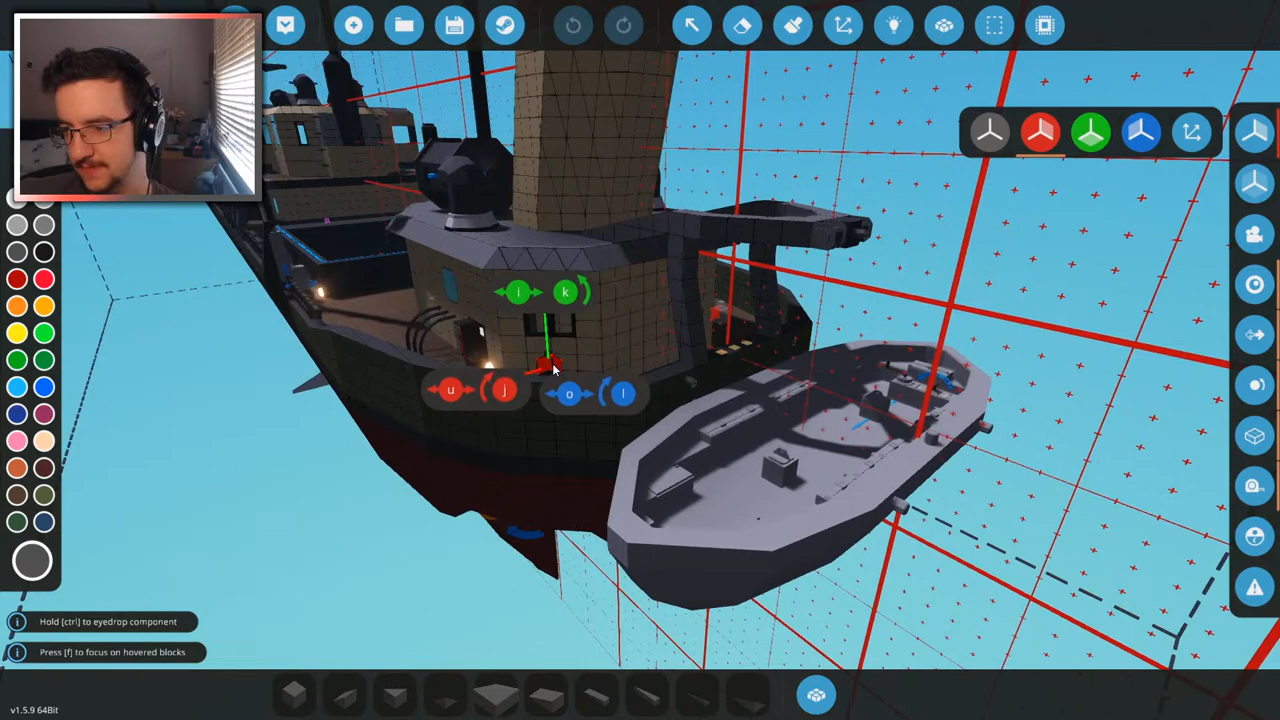 i k
u j o l
Hold [ctrl] to eyedrop component
Press [f] to focus on hovered blocks
v1.5.9 64Bit